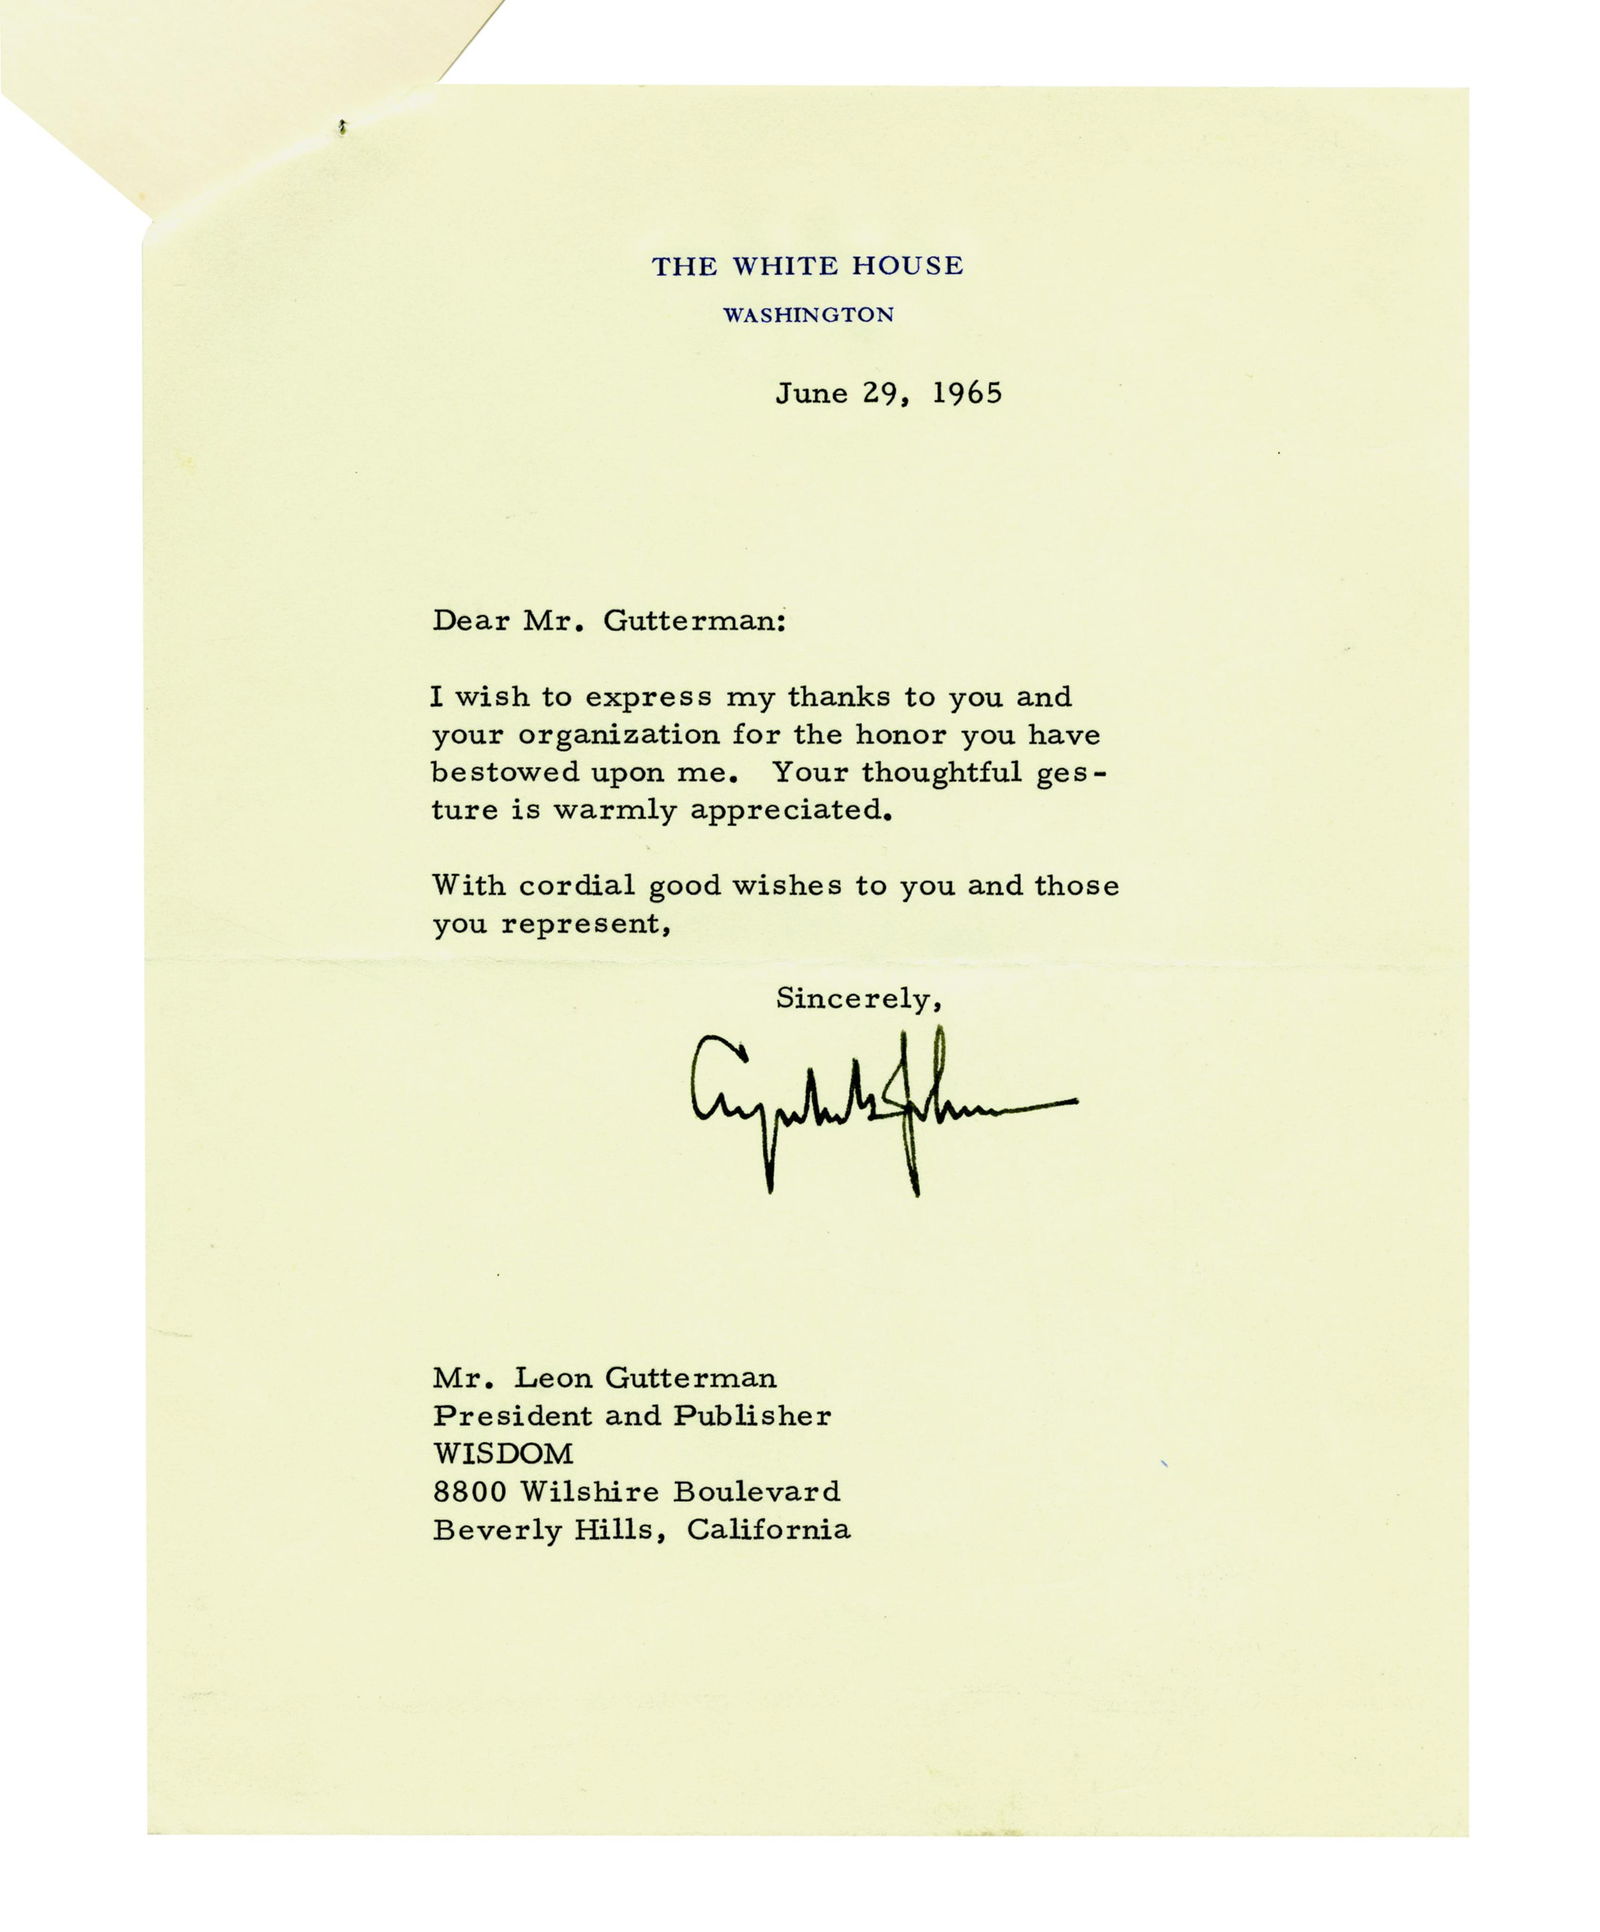 THE WHITE HOUSE
WASHINGTON
June 29, 1965
Dear Mr. Gutterman:
I wish to express my thanks to you and
your organization for the honor you have
bestowed upon me. Your thoughtful ges-
ture is warmly appreciated.
With cordial good wishes to you and those
you represent,
Sincerely,
Mr. Leon Gutterman
President and Publisher
WISDOM
8800 Wilshire Boulevard
Beverly Hills, California